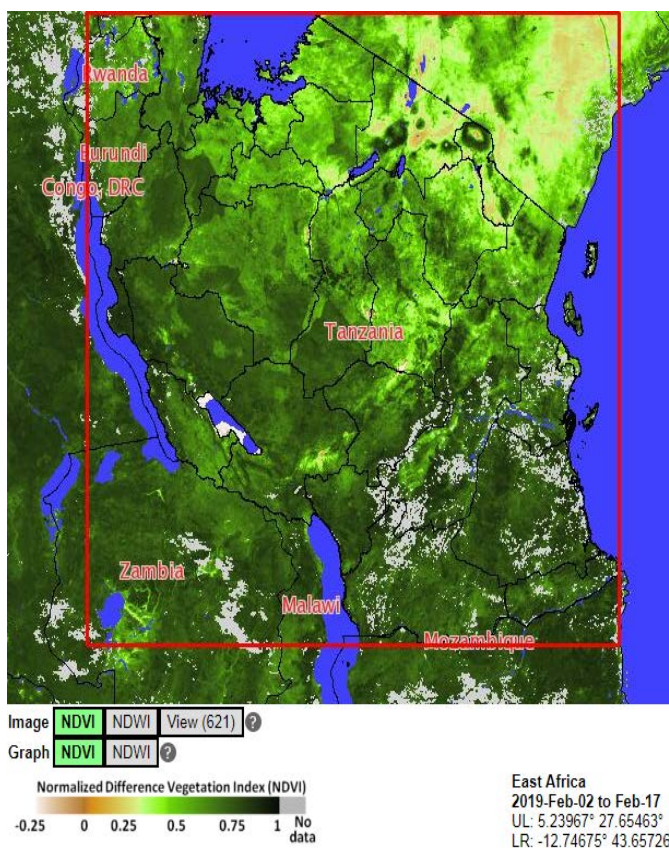 Rwanda
Burundi
Congo, DRC
Tanzania
Zambia
Malawi
Mozambique
Image NDVI NDWI View (621) ?
Graph NDVI NDWI ?
Normalized Difference Vegetation Index (NDVI)
-0.25 0 0.25 0.5 0.75 1 No
data
East Africa
2019-Feb-02 to Feb-17
UL: 5.23967° 27.65463°
LR: -12.74675° 43.65726